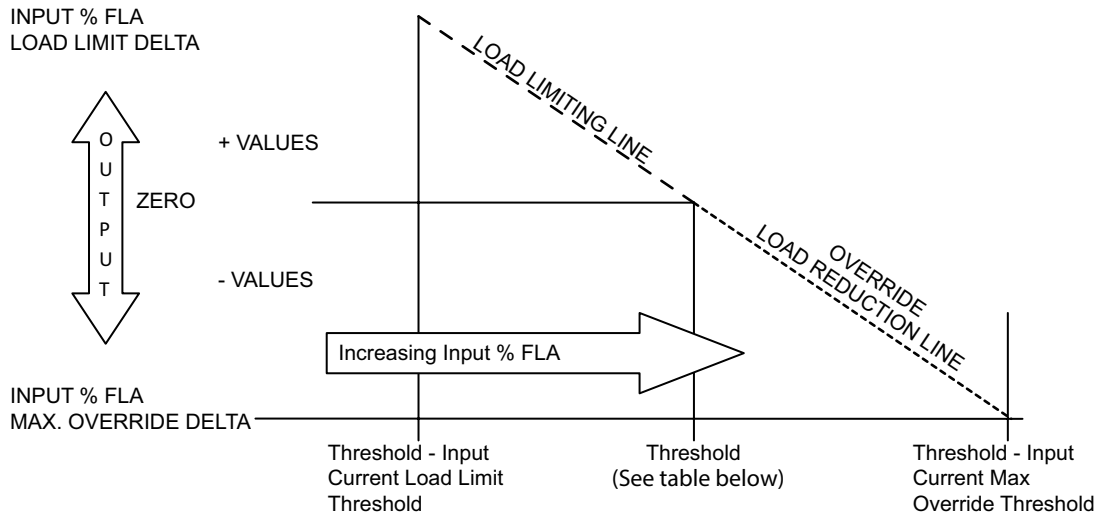 INPUT % FLA
LOAD LIMIT DELTA
OUTPUT
+ VALUES
ZERO
- VALUES
LOAD LIMITING LINE
OVERRIDE
LOAD REDUCTION LINE
Increasing Input % FLA
INPUT % FLA
MAX. OVERRIDE DELTA
Threshold - Input
Current Load Limit
Threshold
Threshold
(See table below)
Threshold - Input
Current Max
Override Threshold